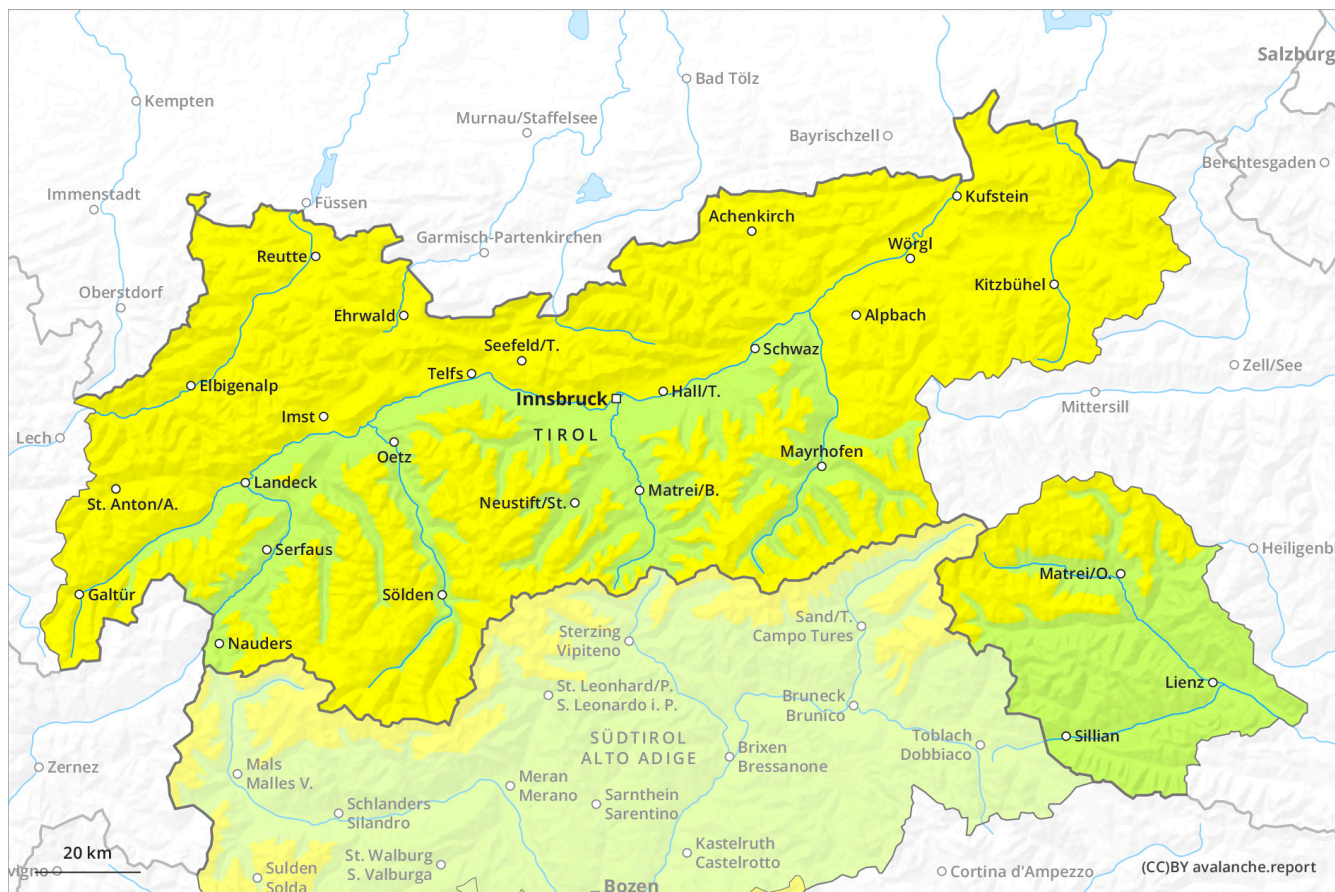 Salzburg
Bad Tölz
Kempten
Murnau/Staffelsee
Bayrischzell
Berchtesgaden
Immenstadt
Füssen
Kufstein
Achenkirch
Garmisch-Partenkirchen
Wörgl
Reutte
Kitzbühel
Oberstdorf
Ehrwald
Alpbach
Seefeld/T.
Schwaz
Zell/See
Telfs
Elbigenalp
Innsbruck
Hall/T.
Mittersill
Imst
TIROL
Lech
Oetz
Mayrhofen
Landeck
St. Anton/A.
Neustift/St.
Matrei/B.
Serfaus
Heiligenb
Matrei/O.
Galtür
Sölden
Sand/T.
Campo Tures
Sterzing
Vipiteno
Nauders
Lienz
St. Leonhard/P.
S. Leonardo i. P.
Bruneck
Brunico
Sillian
SÜDTIROL
ALTO ADIGE
Toblach
Dobbiaco
Brixen
Bressanone
Zernez
Mals
Malles V.
Meran
Merano
Sarnthein
Sarentino
Schlanders
Silandro
Kastelruth
Castelrotto
20 km
St. Walburg
S. Valburga
vigno
Sulden
Solda
Cortina d'Ampezzo
(CC)BY avalanche.report
Bozen